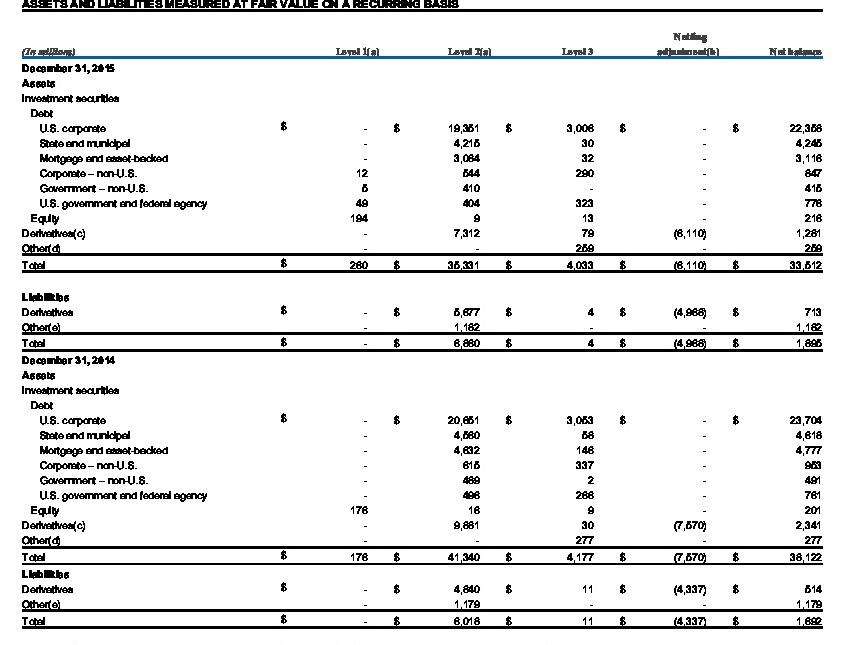 ASSETS AND LIABILITIES MEASURED AT FAIR VALUE ON A RECURRING BASIS
Netting
(In millions) Level 1(a) Level 2(a) Level 3 adjustment(b) Net balance
December 31, 2015
Assets
Investment securities
Debt
U.S. corporate $ - $ 19,351 $ 3,006 $ - $ 22,358
State and municipal - 4,215 30 - 4,245
Mortgage and asset-backed - 3,084 32 - 3,116
Corporate – non-U.S. 12 544 290 - 847
Government – non-U.S. 5 410 - - 415
U.S. government and federal agency 49 404 323 - 776
Equity 194 9 13 - 216
Derivatives(c) - 7,312 79 (6,110) 1,281
Other(d) - - 259 - 259
Total $ 260 $ 35,331 $ 4,033 $ (6,110) $ 33,512
Liabilities
Derivatives $ - $ 5,677 $ 4 $ (4,968) $ 713
Other(e) - 1,182 - - 1,182
Total $ - $ 6,860 $ 4 $ (4,968) $ 1,895
December 31, 2014
Assets
Investment securities
Debt
U.S. corporate $ - $ 20,651 $ 3,053 $ - $ 23,704
State and municipal - 4,560 58 - 4,618
Mortgage and asset-backed - 4,632 146 - 4,777
Corporate – non-U.S. - 615 337 - 953
Government – non-U.S. - 489 2 - 491
U.S. government and federal agency - 496 266 - 761
Equity 176 16 9 - 201
Derivatives(c) - 9,881 30 (7,570) 2,341
Other(d) - - 277 - 277
Total $ 176 $ 41,340 $ 4,177 $ (7,570) $ 38,122
Liabilities
Derivatives $ - $ 4,840 $ 11 $ (4,337) $ 514
Other(e) - 1,179 - - 1,179
Total $ - $ 6,018 $ 11 $ (4,337) $ 1,692